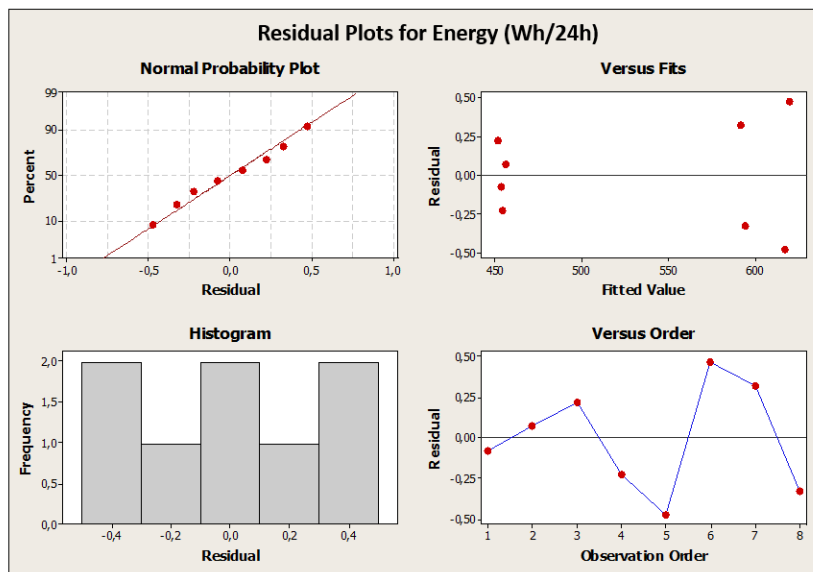 Residual Plots for Energy (Wh/24h)
Normal Probability Plot
99
90
50
10
1
Percent
-1,0 -0,5 0,0 0,5 1,0
Residual
Versus Fits
0,50
0,25
0,00
-0,25
-0,50
Residual
450 500 550 600
Fitted Value
Histogram
2,0
1,5
1,0
0,5
0,0
Frequency
-0,4 -0,2 0,0 0,2 0,4
Residual
Versus Order
0,50
0,25
0,00
-0,25
-0,50
Residual
1 2 3 4 5 6 7 8
Observation Order